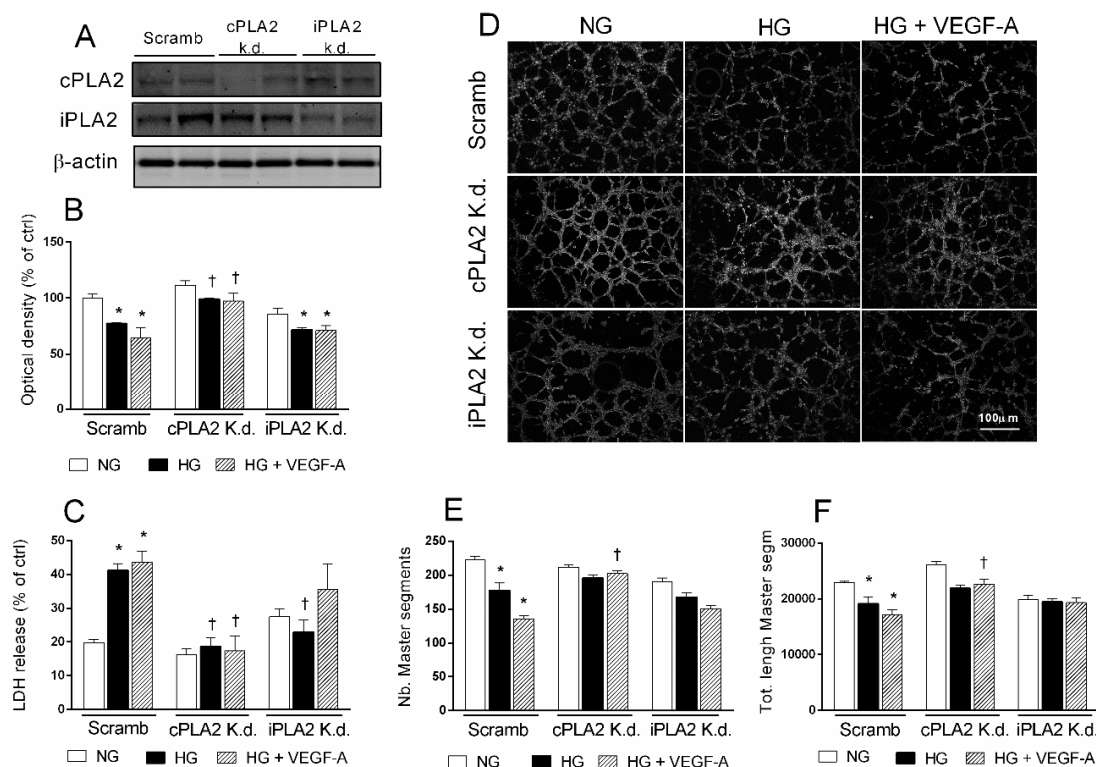 A
Scramb
cPLA2 k.d.
iPLA2 k.d.
cPLA2
iPLA2
β-actin
B
Optical density (% of ctrl)
150
100
50
0
* * † † * *
Scramb cPLA2 K.d. iPLA2 K.d.
NG HG HG + VEGF-A
C
LDH release (% of ctrl)
50
40
30
20
10
0
* * † † †
Scramb cPLA2 K.d. iPLA2 K.d.
NG HG HG + VEGF-A
D
NG HG HG + VEGF-A
Scramb
cPLA2 K.d.
iPLA2 K.d.
100µm
E
Nb. Master segments
250
200
150
100
50
0
* * †
Scramb cPLA2 K.d. iPLA2 K.d.
NG HG HG + VEGF-A
F
Tot. lengh Master segm
30000
20000
10000
0
* * †
Scramb cPLA2 K.d. iPLA2 K.d.
NG HG HG + VEGF-A